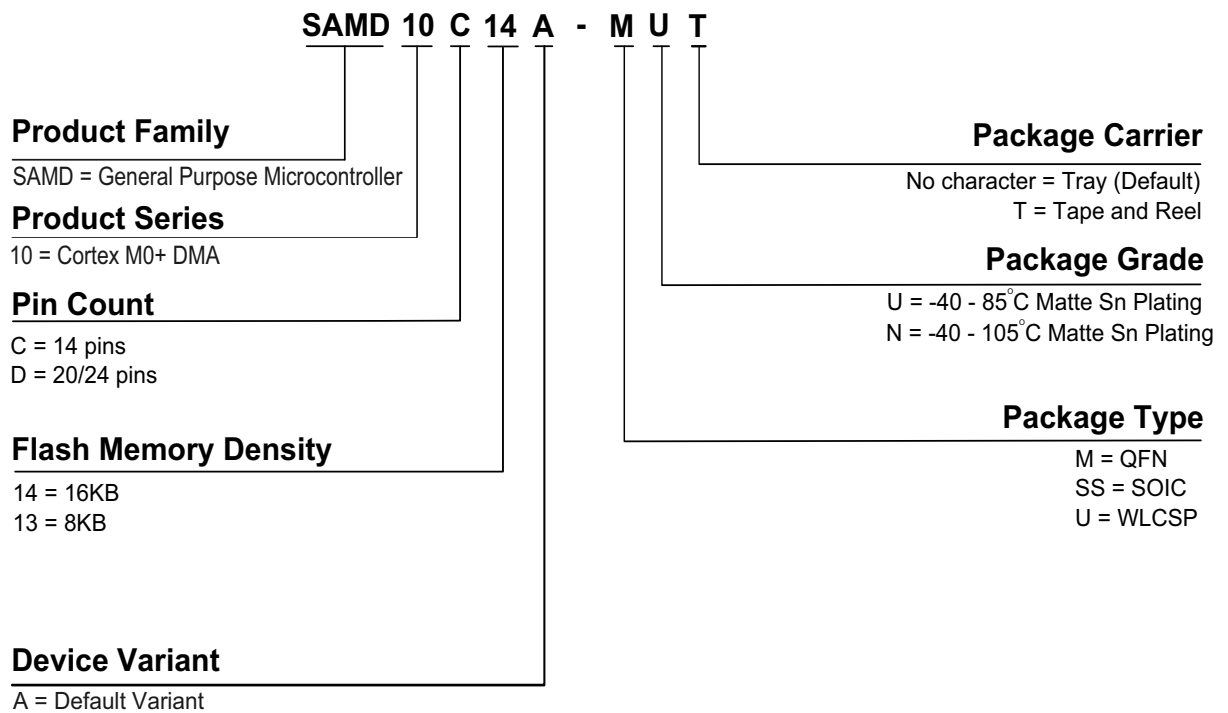 SAMD 10 C 14 A - M U T
Product Family
SAMD = General Purpose Microcontroller
Product Series
10 = Cortex M0+ DMA
Pin Count
C = 14 pins
D = 20/24 pins
Flash Memory Density
14 = 16KB
13 = 8KB
Device Variant
A = Default Variant
Package Carrier
No character = Tray (Default)
T = Tape and Reel
Package Grade
U = -40 - 85°C Matte Sn Plating
N = -40 - 105°C Matte Sn Plating
Package Type
M = QFN
SS = SOIC
U = WLCSP